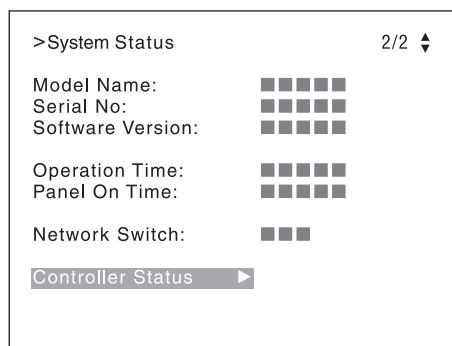 >System Status 2/2
Model Name: ■■■■■
Serial No: ■■■■■
Software Version: ■■■■■
Operation Time: ■■■■■
Panel On Time: ■■■■■
Network Switch: ■■■
Controller Status